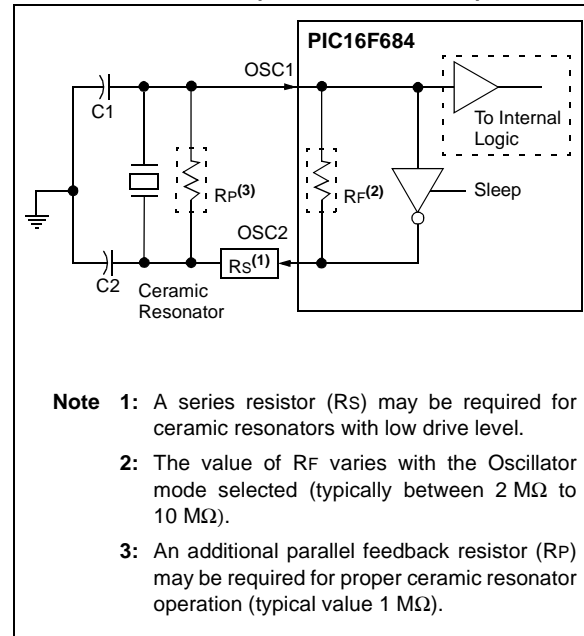 PIC16F684
OSC1
C1
To Internal
Logic
RP(3)
RF(2)
Sleep
OSC2
RS(1)
C2
Ceramic
Resonator
Note 1: A series resistor (RS) may be required for
ceramic resonators with low drive level.
2: The value of RF varies with the Oscillator
mode selected (typically between 2 MΩ to
10 MΩ).
3: An additional parallel feedback resistor (RP)
may be required for proper ceramic resonator
operation (typical value 1 MΩ).